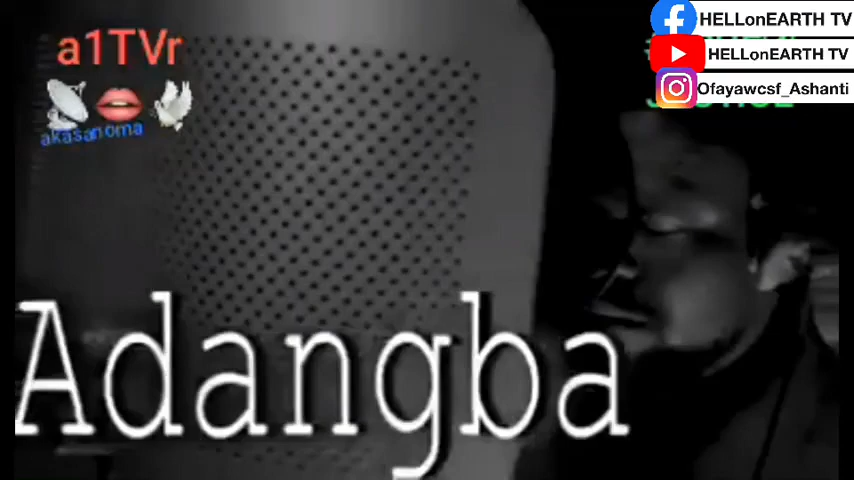 a1TVr
akasanoma
HELLonEARTH TV
HELLonEARTH TV
Ofayawcsf_Ashanti
Adangba